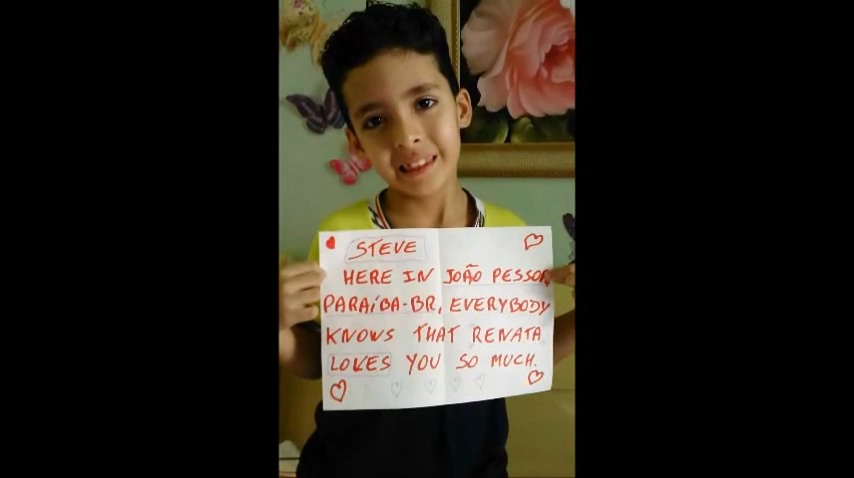 STEVE
HERE IN JOÃO PESSOA
PARAÍBA-BR, EVERYBODY
KNOWS THAT RENATA
LOVES YOU SO MUCH.